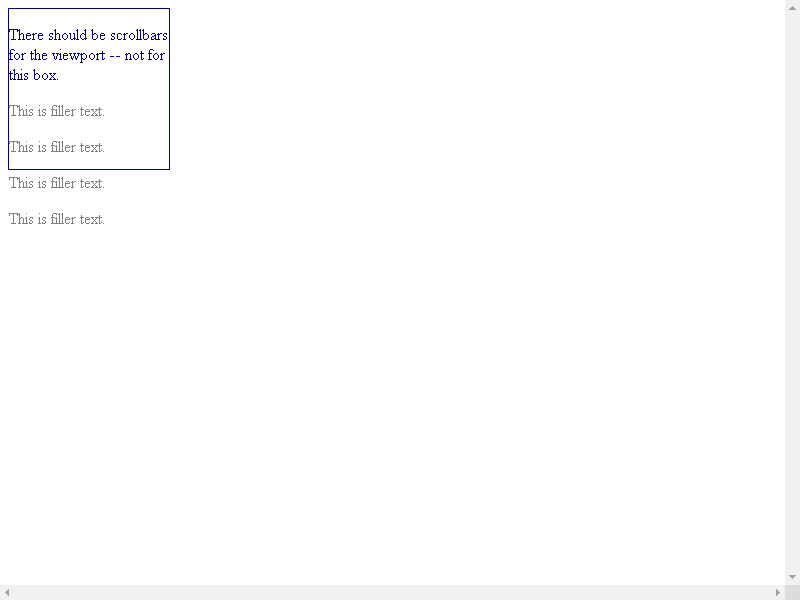 There should be scrollbars
for the viewport -- not for
this box.
This is filler text.
This is filler text.
This is filler text.
This is filler text.